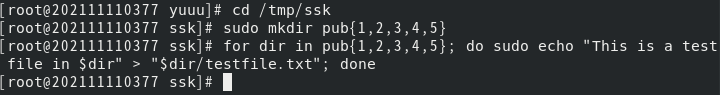 [root@202111110377 yuuu]# cd /tmp/ssk
[root@202111110377 ssk]# sudo mkdir pub{1,2,3,4,5}
[root@202111110377 ssk]# for dir in pub{1,2,3,4,5}; do sudo echo "This is a test
 file in $dir" > "$dir/testfile.txt"; done
[root@202111110377 ssk]#